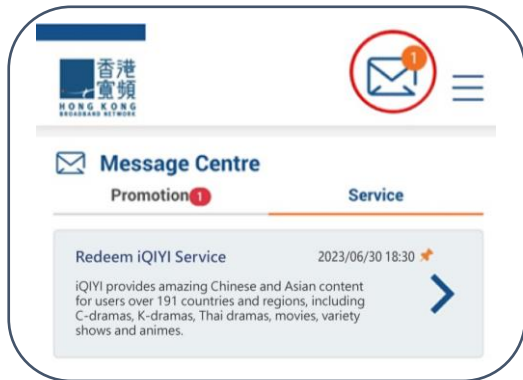 香港
寬頻
HONG KONG
BROADBAND NETWORK
1
Message Centre
Promotion 1
Service
Redeem iQIYI Service
2023/06/30 18:30
iQIYI provides amazing Chinese and Asian content
for users over 191 countries and regions, including
C-dramas, K-dramas, Thai dramas, movies, variety
shows and animes.